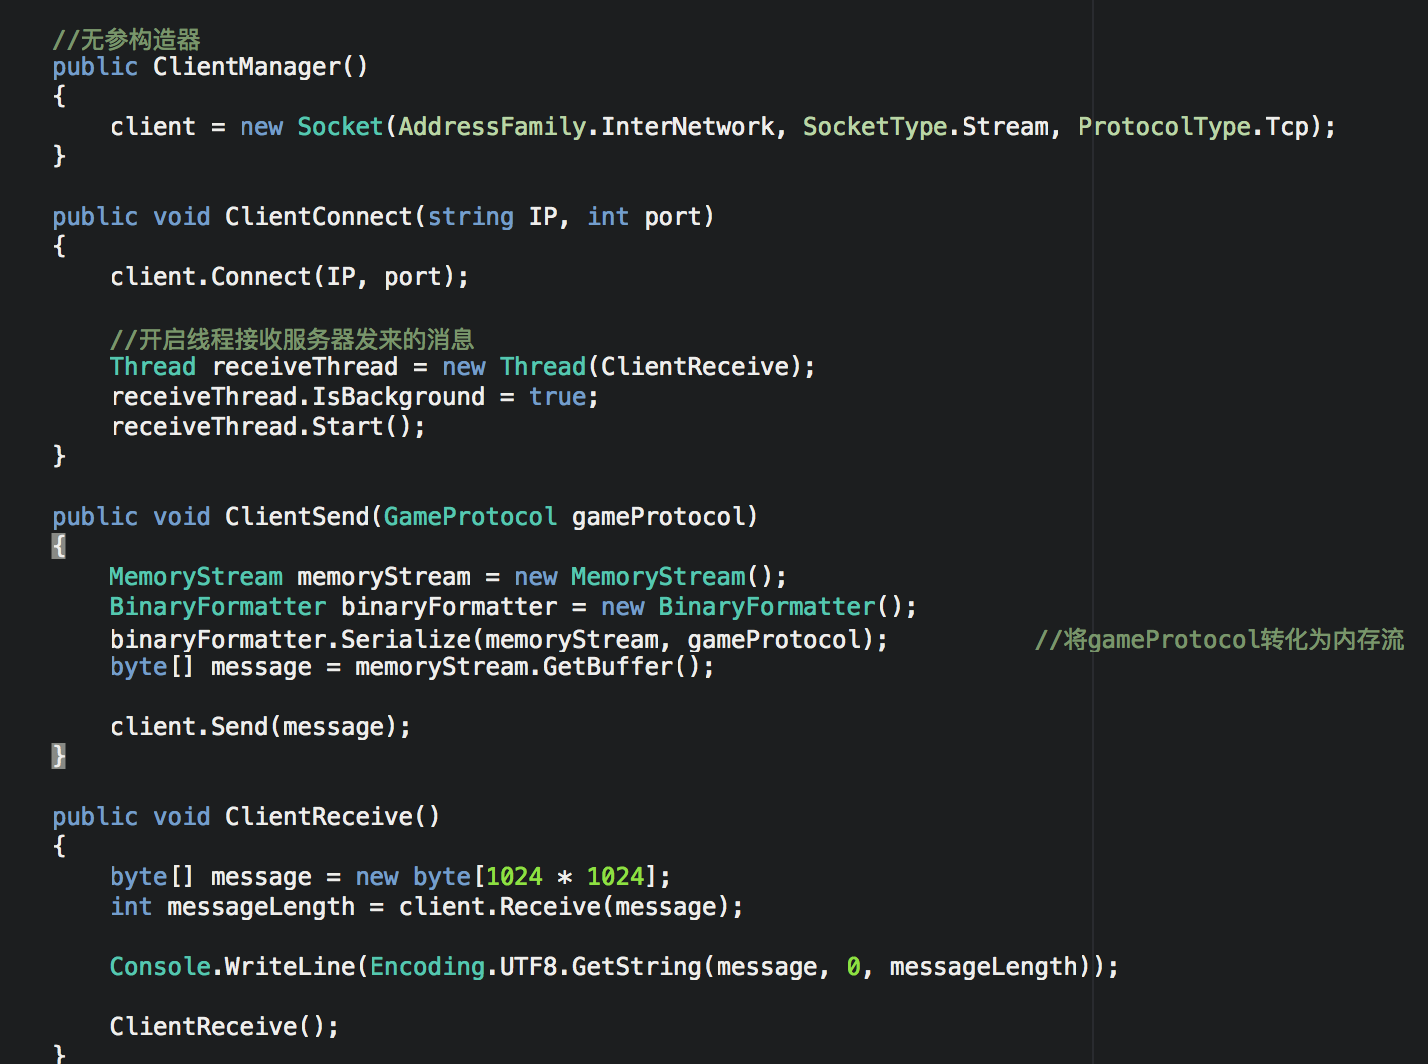 //无参构造器
public ClientManager()
{
    client = new Socket(AddressFamily.InterNetwork, SocketType.Stream, ProtocolType.Tcp);
}

public void ClientConnect(string IP, int port)
{
    client.Connect(IP, port);

    //开启线程接收服务器发来的消息
    Thread receiveThread = new Thread(ClientReceive);
    receiveThread.IsBackground = true;
    receiveThread.Start();
}

public void ClientSend(GameProtocol gameProtocol)
{
    MemoryStream memoryStream = new MemoryStream();
    BinaryFormatter binaryFormatter = new BinaryFormatter();
    binaryFormatter.Serialize(memoryStream, gameProtocol);          //将gameProtocol转化为内存流
    byte[] message = memoryStream.GetBuffer();

    client.Send(message);
}

public void ClientReceive()
{
    byte[] message = new byte[1024 * 1024];
    int messageLength = client.Receive(message);

    Console.WriteLine(Encoding.UTF8.GetString(message, 0, messageLength));

    ClientReceive();
}